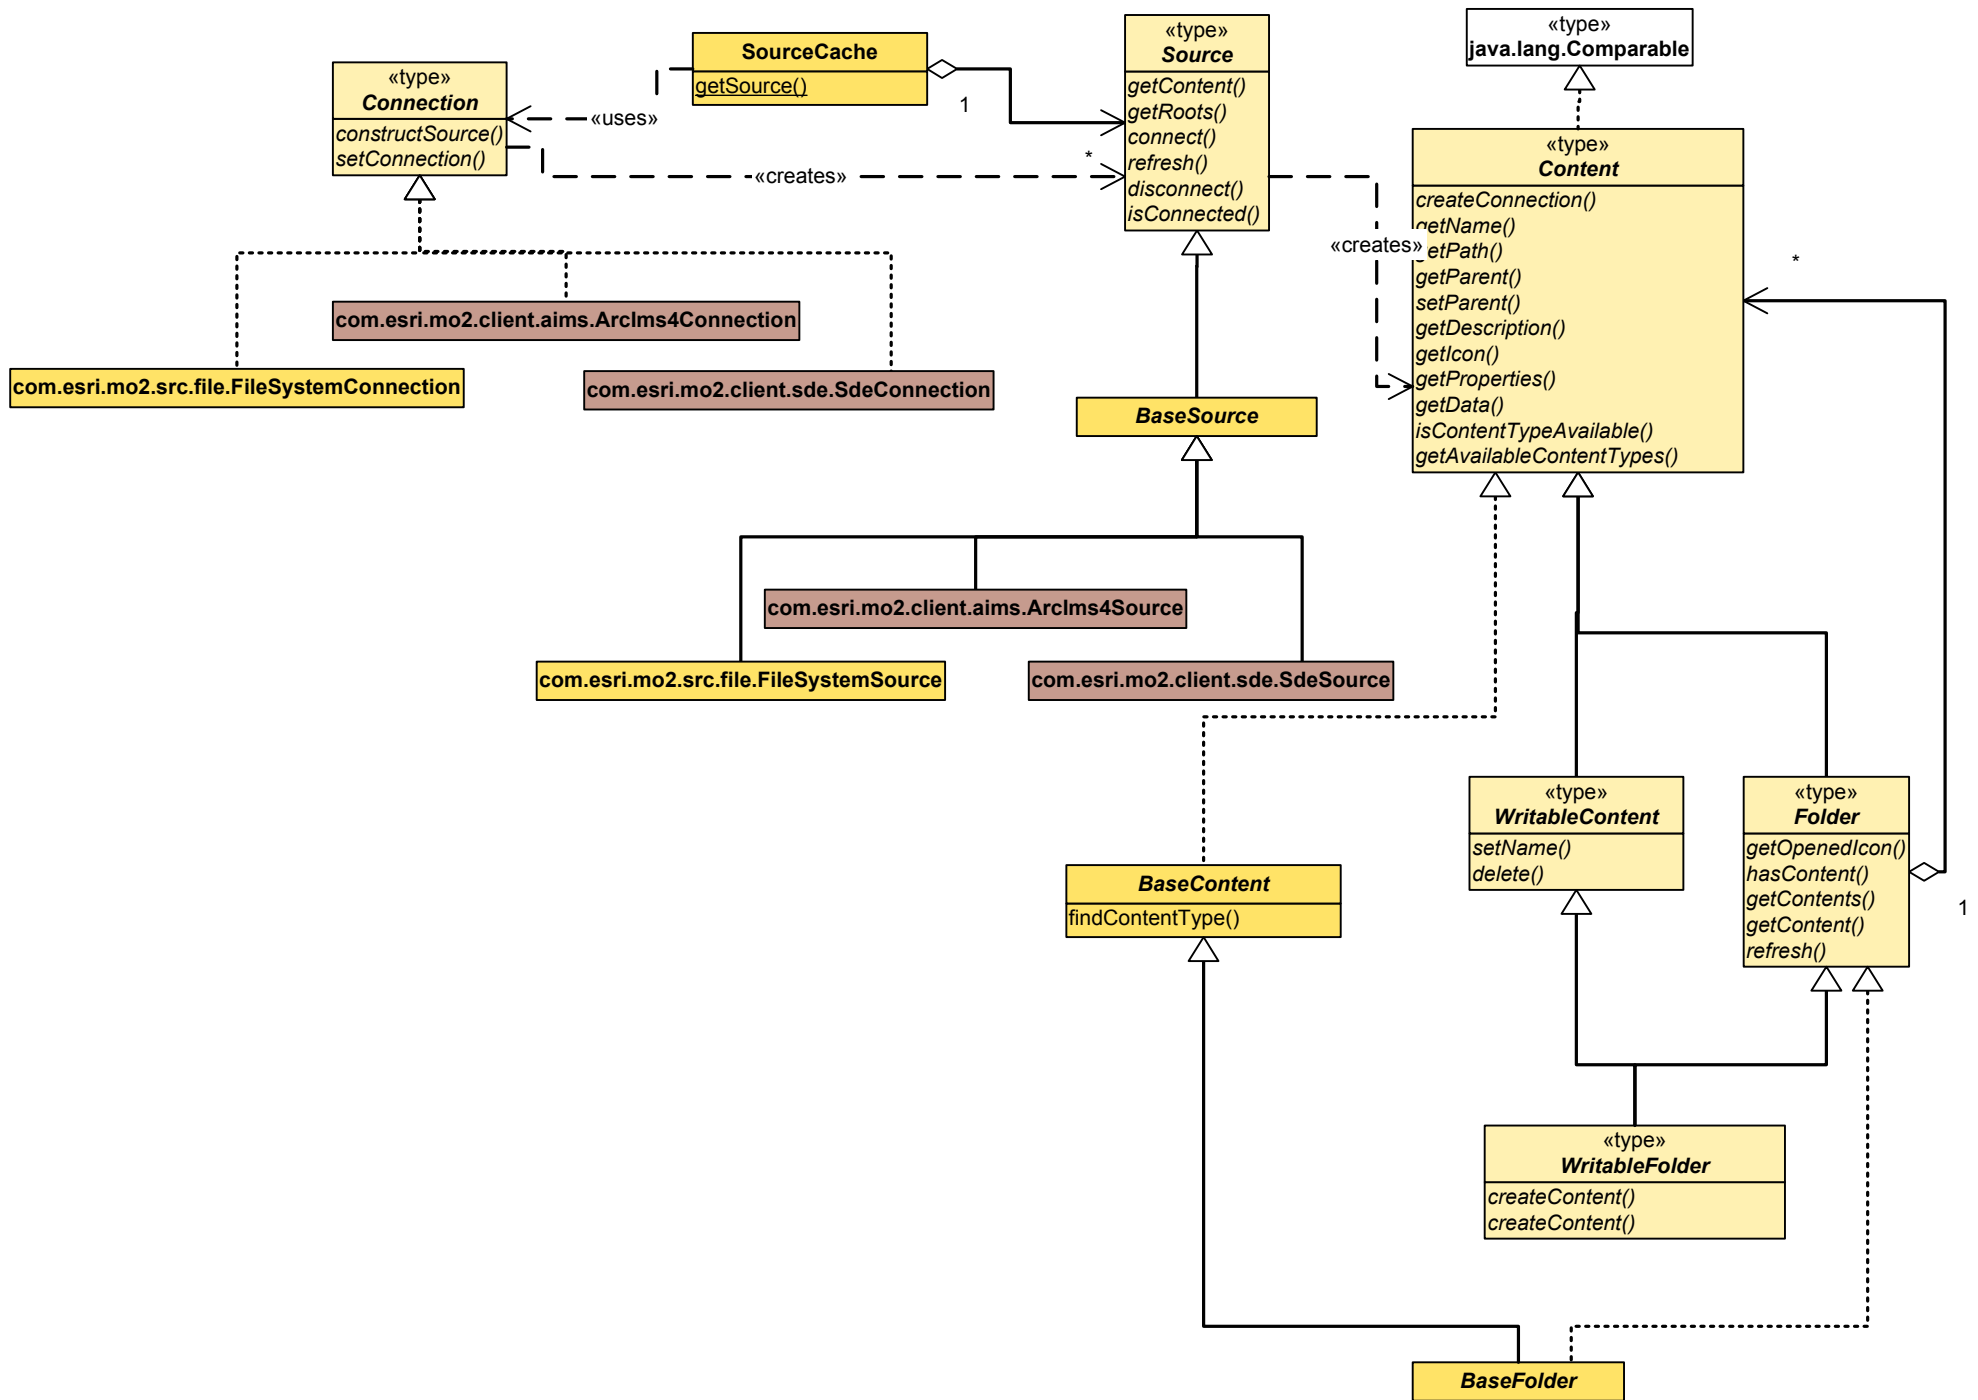 «type»
Connection
constructSource()
setConnection()
SourceCache
getSource()
1
«uses»
«creates»
*
«type»
Source
getContent()
getRoots()
connect()
refresh()
disconnect()
isConnected()
«type»
java.lang.Comparable
«creates»
«type»
Content
createConnection()
getName()
getPath()
getParent()
setParent()
getDescription()
getIcon()
getProperties()
getData()
isContentTypeAvailable()
getAvailableContentTypes()
*
com.esri.mo2.client.aims.ArcIms4Connection
com.esri.mo2.src.file.FileSystemConnection
com.esri.mo2.client.sde.SdeConnection
BaseSource
com.esri.mo2.client.aims.ArcIms4Source
com.esri.mo2.src.file.FileSystemSource
com.esri.mo2.client.sde.SdeSource
BaseContent
findContentType()
«type»
WritableContent
setName()
delete()
«type»
Folder
getOpenedIcon()
hasContent()
getContents()
getContent()
refresh()
1
«type»
WritableFolder
createContent()
createContent()
BaseFolder